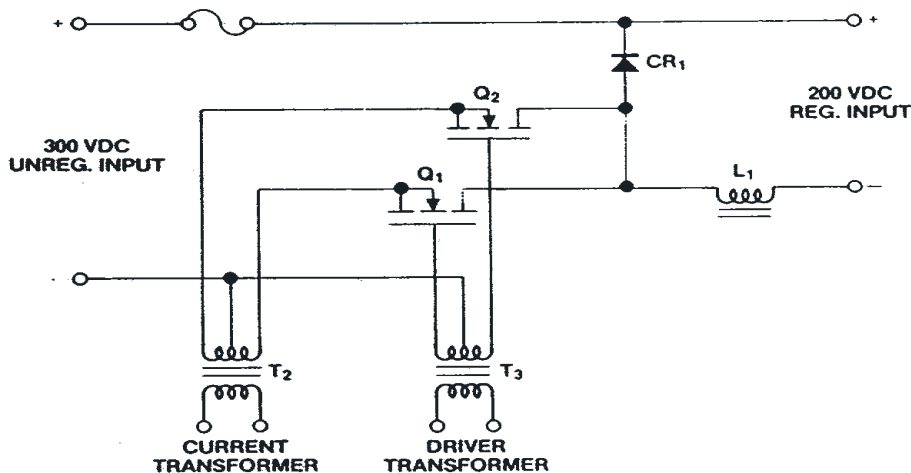 +
+
CR1
Q2
300 VDC
UNREG. INPUT
200 VDC
REG. INPUT
Q1
L1
−
-
T2
T3
CURRENT
TRANSFORMER
DRIVER
TRANSFORMER